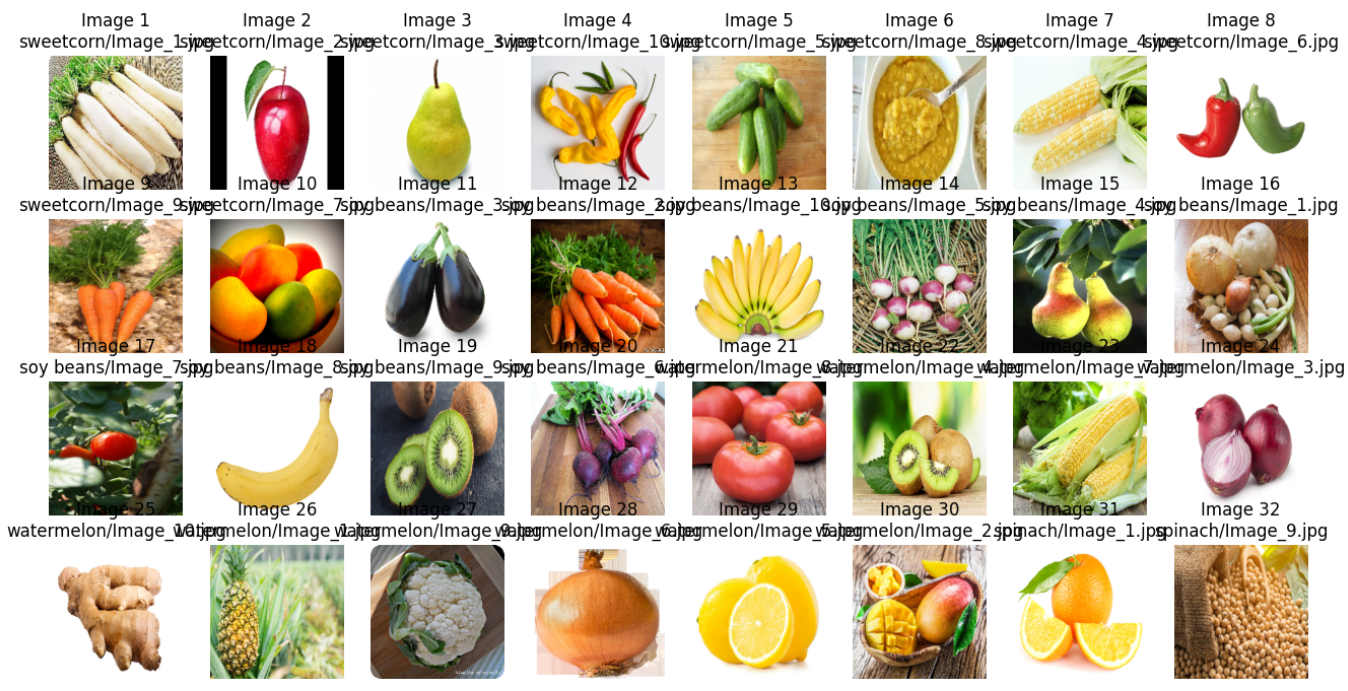 Image 1 Image 2 Image 3 Image 4 Image 5 Image 6 Image 7 Image 8
sweetcorn/Image_1.jpg sweetcorn/Image_2.jpg sweetcorn/Image_3.jpg sweetcorn/Image_10.jpg sweetcorn/Image_5.jpg sweetcorn/Image_8.jpg sweetcorn/Image_4.jpg sweetcorn/Image_6.jpg
Image 9 Image 10 Image 11 Image 12 Image 13 Image 14 Image 15 Image 16
sweetcorn/Image_9.jpg sweetcorn/Image_7.jpg soy beans/Image_3.jpg soy beans/Image_2.jpg soy beans/Image_10.jpg soy beans/Image_5.jpg soy beans/Image_4.jpg soy beans/Image_1.jpg
Image 17 Image 18 Image 19 Image 20 Image 21 Image 22 Image 23 Image 24
soy beans/Image_7.jpg soy beans/Image_8.jpg soy beans/Image_9.jpg soy beans/Image_6.jpg watermelon/Image_8.jpg watermelon/Image_4.jpg watermelon/Image_7.jpg watermelon/Image_3.jpg
Image 25 Image 26 Image 27 Image 28 Image 29 Image 30 Image 31 Image 32
watermelon/Image_10.jpg watermelon/Image_1.jpg watermelon/Image_9.jpg watermelon/Image_6.jpg watermelon/Image_5.jpg watermelon/Image_2.jpg spinach/Image_1.jpg spinach/Image_9.jpg